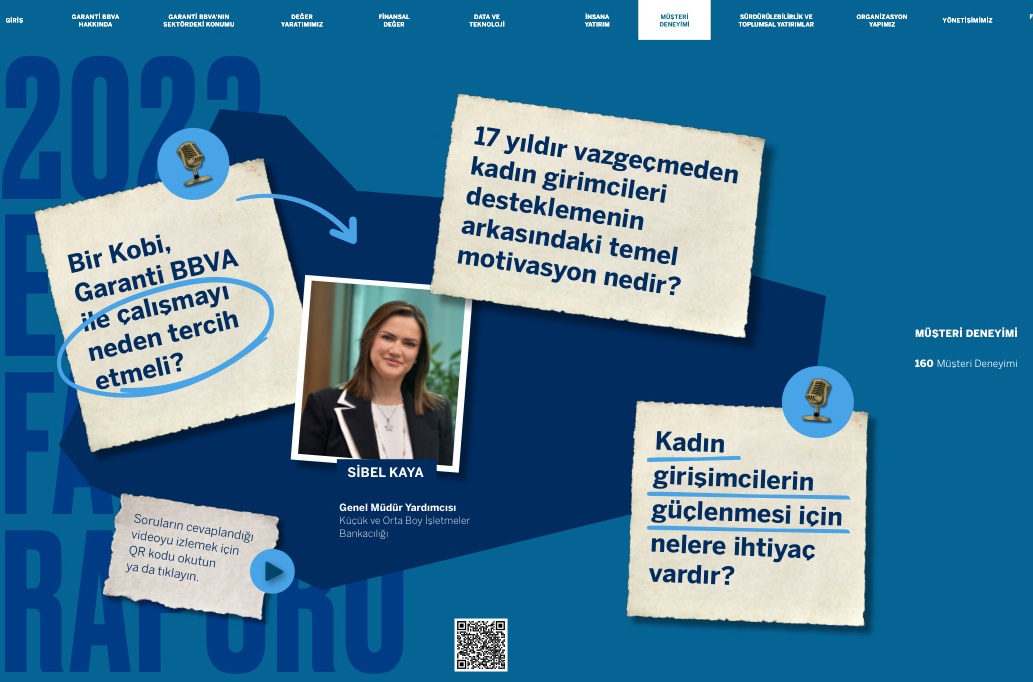 GİRİŞ
GARANTİ BBVA
HAKKINDA
GARANTİ BBVA'NIN
SEKTÖRDEKİ KONUMU
DEĞER
YARATIMIMIZ
FİNANSAL
DEĞER
DATA VE
TEKNOLOJİ
İNSANA
YATIRIM
MÜŞTERİ
DENEYİMİ
SÜRDÜRÜLEBİLİRLİK VE
TOPLUMSAL YATIRIMLAR
ORGANİZASYON
YAPIMIZ
YÖNETİŞİMİMİZ
Bir Kobi,
Garanti BBVA
ile çalışmayı
neden tercih
etmeli?
17 yıldır vazgeçmeden
kadın girimcileri
desteklemenin
arkasındaki temel
motivasyon nedir?
SİBEL KAYA
Genel Müdür Yardımcısı
Küçük ve Orta Boy İşletmeler
Bankacılığı
Soruların cevaplandığı
videoyu izlemek için
QR kodu okutun
ya da tıklayın.
Kadın
girişimcilerin
güçlenmesi için
nelere ihtiyaç
vardır?
MÜŞTERİ DENEYİMİ
160 Müşteri Deneyimi